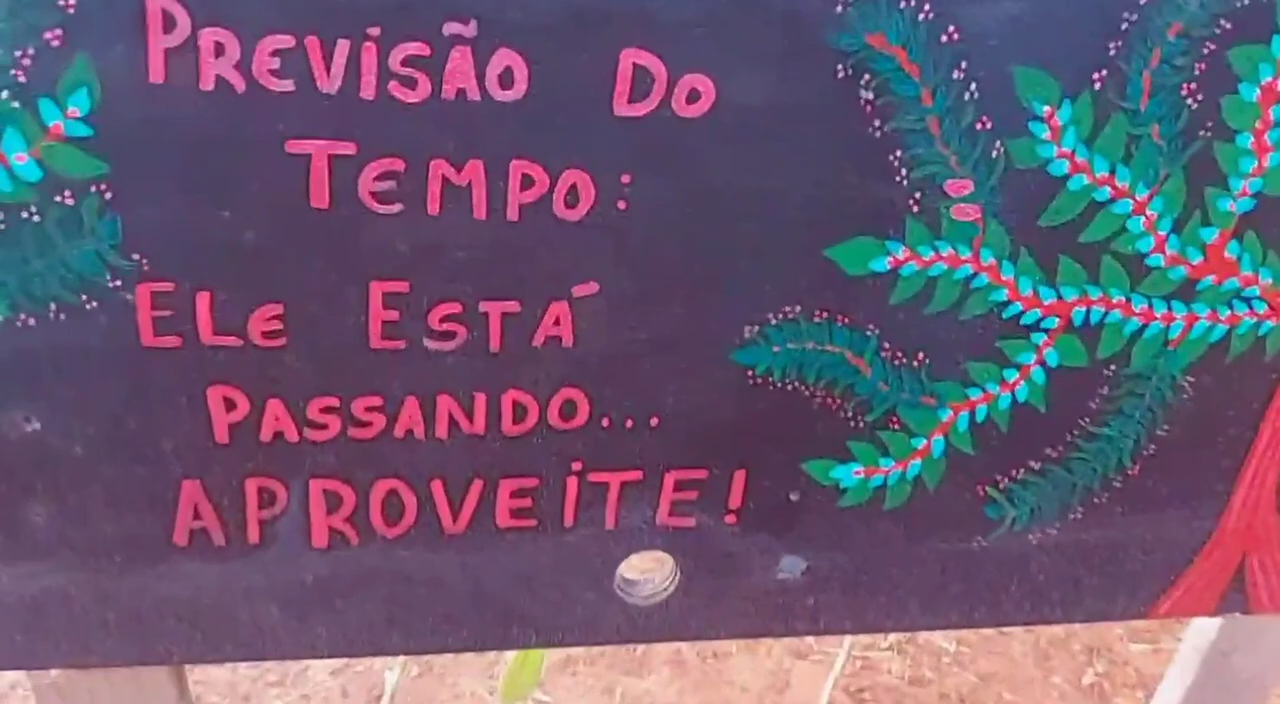 PREVISÃO DO
TEMPO:
ELE ESTÁ
PASSANDO...
APROVEITE!